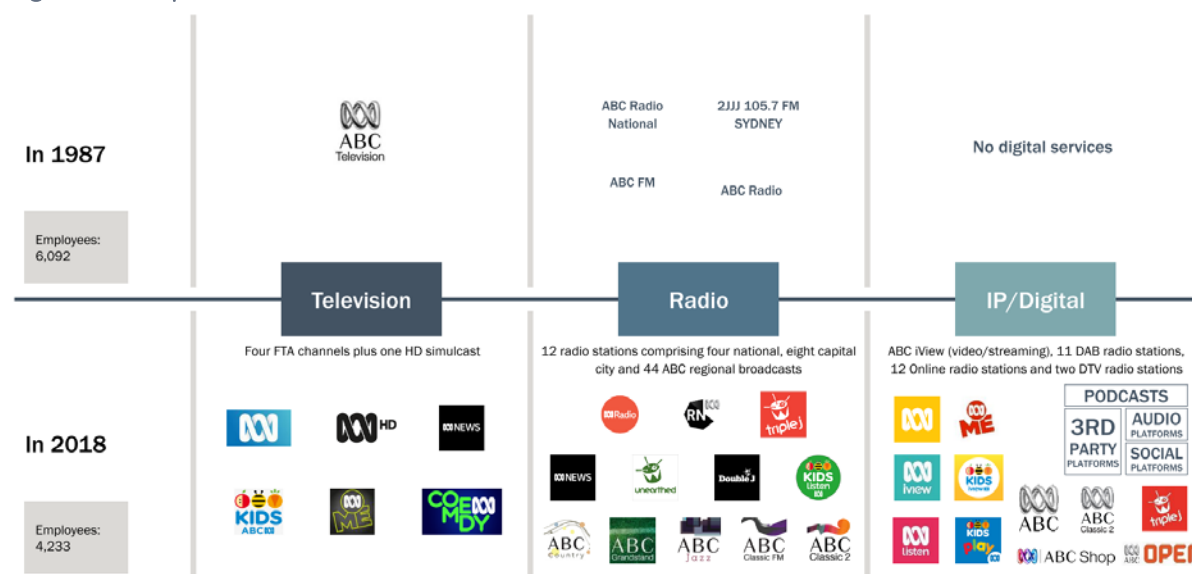 ABC
Television
ABC Radio
National
2JJJ 105.7 FM
SYDNEY
In 1987
No digital services
ABC FM
ABC Radio
Employees:
6,092
Television
Radio
IP/Digital
Four FTA channels plus one HD simulcast
12 radio stations comprising four national, eight capital
city and 44 ABC regional broadcasts
ABC iView (video/streaming), 11 DAB radio stations,
12 Online radio stations and two DTV radio stations
In 2018
Employees:
4,233
HD
NEWS
KIDS
ABC
ME
COMEDY
Radio
RN
triple j
NEWS
unearthed
Double J
KIDS
listen
ABC
Country
ABC
Grandstand
ABC
Jazz
ABC
Classic FM
ABC
Classic 2
ME
PODCASTS
3RD
PARTY
PLATFORMS
AUDIO
PLATFORMS
SOCIAL
PLATFORMS
iview
KIDS
iview
ABC
ABC
Classic 2
triple j
listen
KIDS
play
ABC Shop
ABC
OPEN